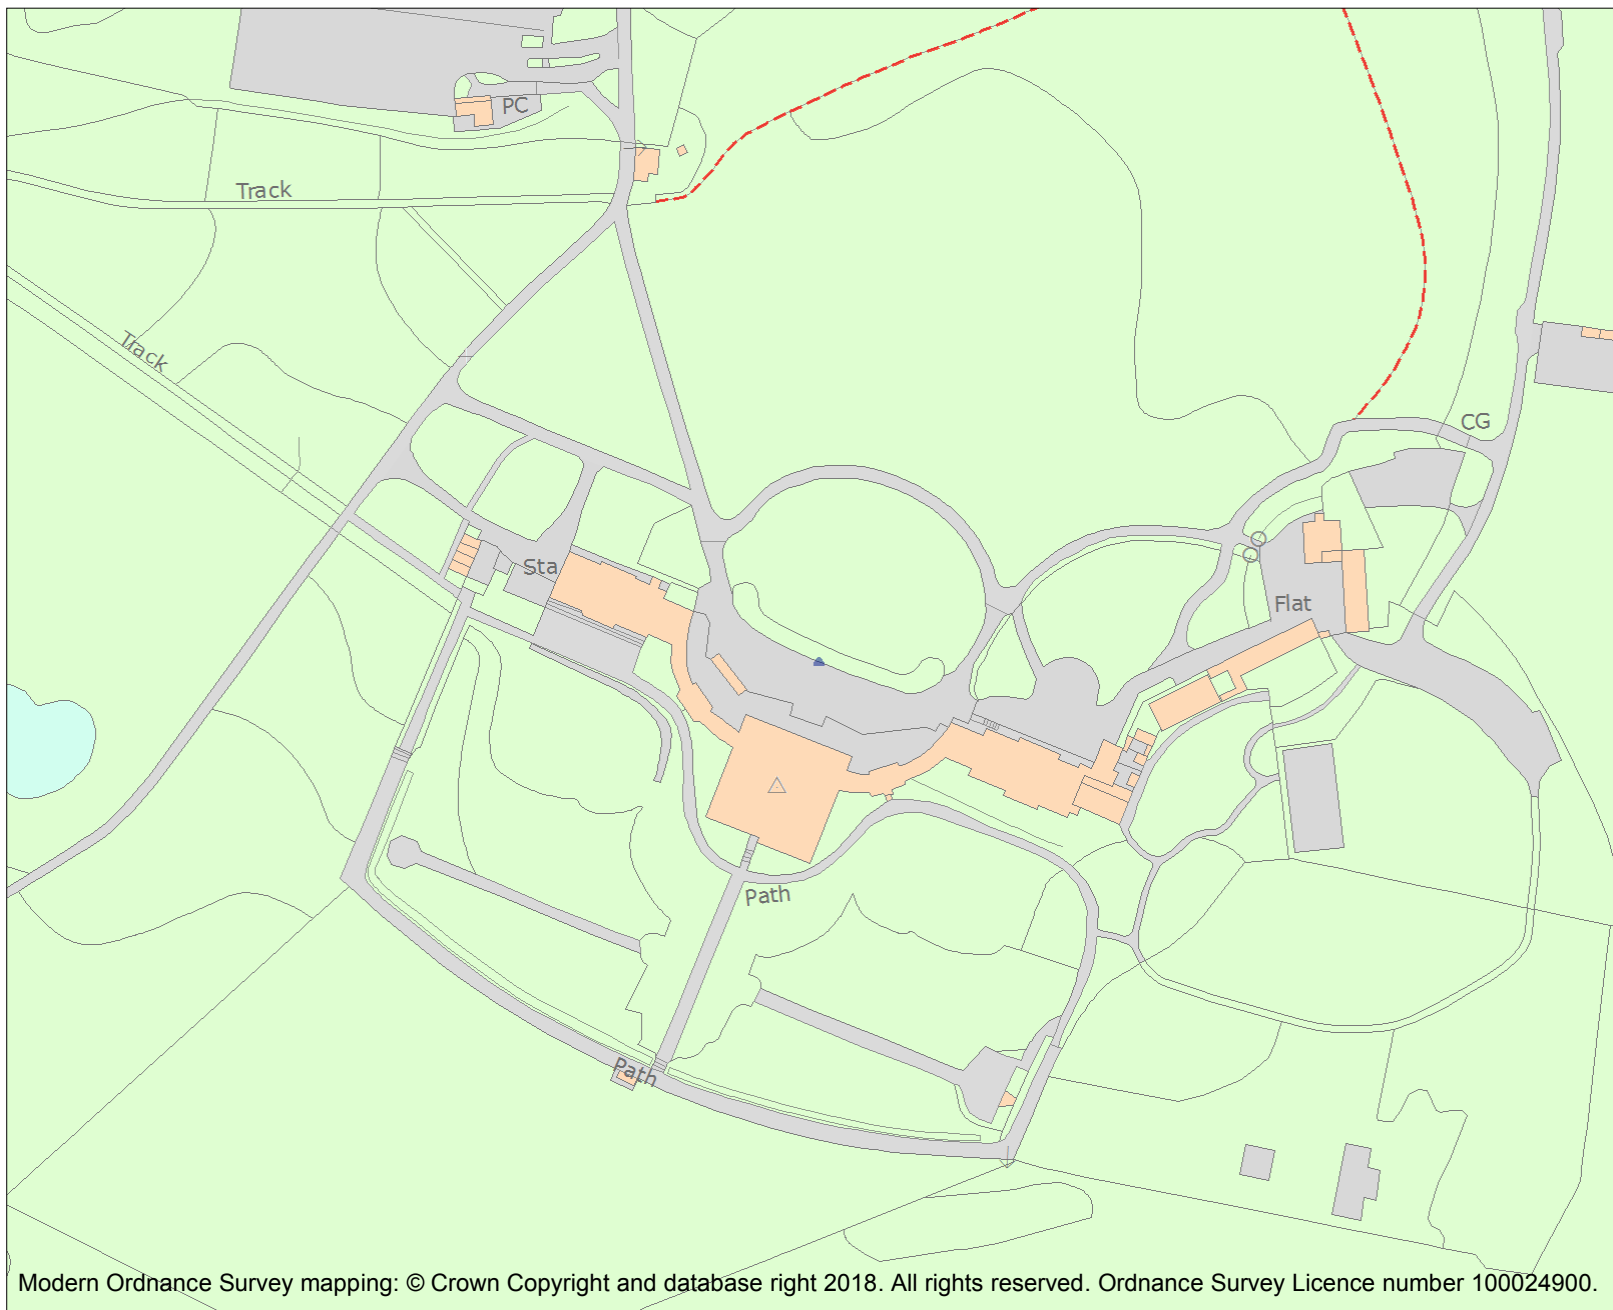 PC
Track
Track
CG
Sta
Flat
Path
Path
Modern Ordnance Survey mapping: © Crown Copyright and database right 2018. All rights reserved. Ordnance Survey Licence number 100024900.